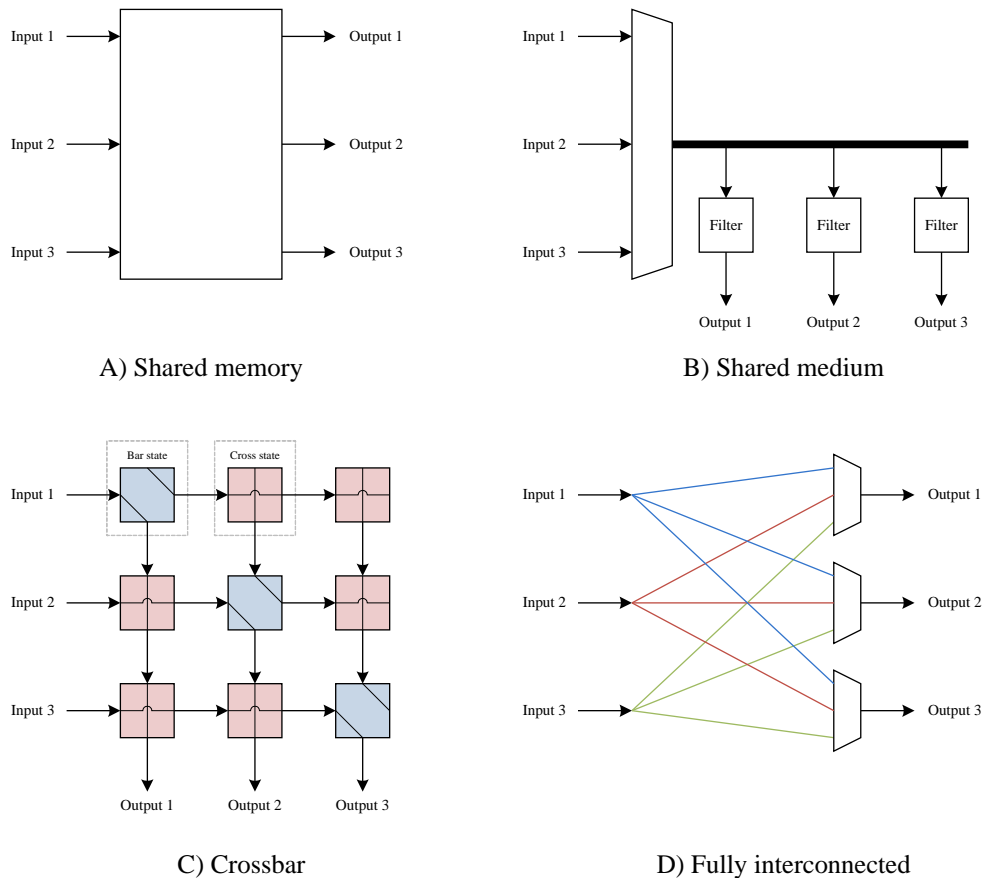 Input 1
Output 1
Input 2
Output 2
Input 3
Output 3
A) Shared memory
Input 1
Input 2
Input 3
Filter
Filter
Filter
Output 1
Output 2
Output 3
B) Shared medium
Bar state
Cross state
Input 1
Input 2
Input 3
Output 1
Output 2
Output 3
C) Crossbar
Input 1
Output 1
Input 2
Output 2
Input 3
Output 3
D) Fully interconnected